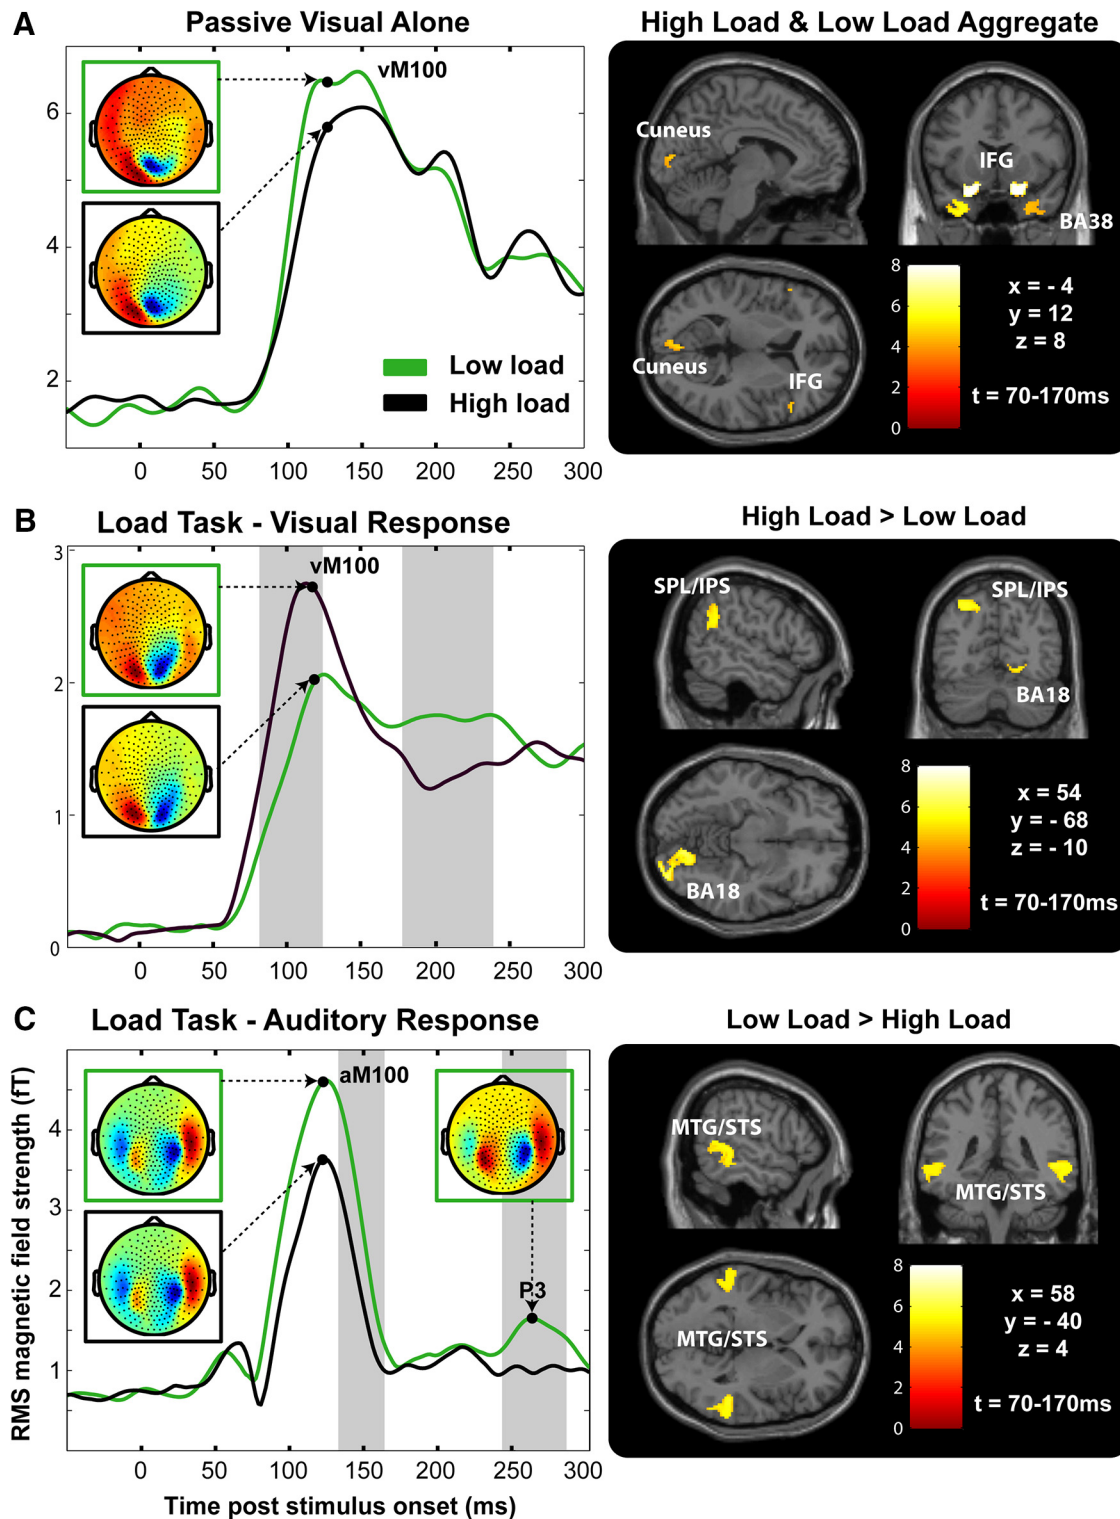 A
Passive Visual Alone
High Load & Low Load Aggregate
vM100
6
4
2
Low load
High load
0
50
100
150
200
250
300
Cuneus
IFG
BA38
Cuneus
IFG
8
6
4
2
0
x = - 4
y = 12
z = 8
t = 70-170ms
B
Load Task - Visual Response
High Load > Low Load
3
2
1
0
vM100
0
50
100
150
200
250
300
SPL/IPS
SPL/IPS
BA18
BA18
8
6
4
2
0
x = 54
y = - 68
z = - 10
t = 70-170ms
C
Load Task - Auditory Response
Low Load > High Load
RMS magnetic field strength (fT)
4
3
2
1
aM100
P3
0
50
100
150
200
250
300
Time post stimulus onset (ms)
MTG/STS
MTG/STS
MTG/STS
8
6
4
2
0
x = 58
y = - 40
z = 4
t = 70-170ms